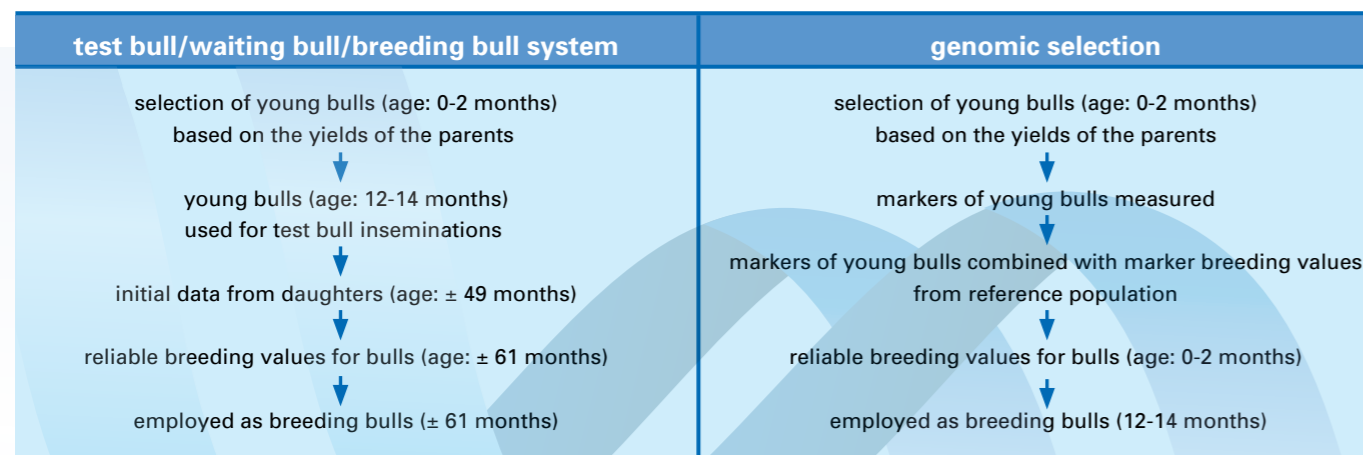 test bull/waiting bull/breeding bull system
selection of young bulls (age: 0-2 months)
based on the yields of the parents
young bulls (age: 12-14 months)
used for test bull inseminations
initial data from daughters (age: ± 49 months)
reliable breeding values for bulls (age: ± 61 months)
employed as breeding bulls (± 61 months)
genomic selection
selection of young bulls (age: 0-2 months)
based on the yields of the parents
markers of young bulls measured
markers of young bulls combined with marker breeding values
from reference population
reliable breeding values for bulls (age: 0-2 months)
employed as breeding bulls (12-14 months)